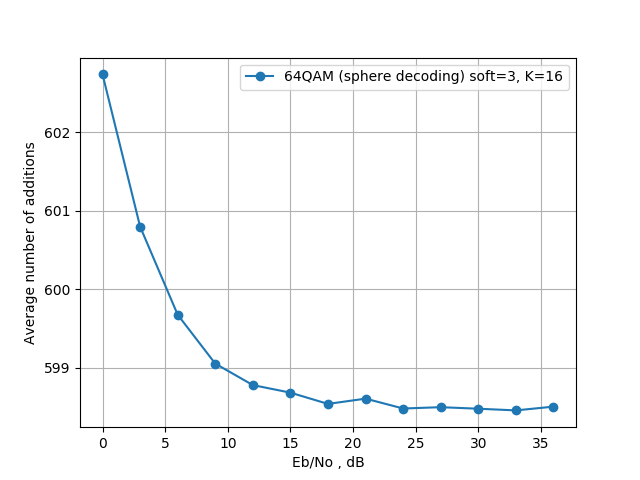 64QAM (sphere decoding) soft=3, K=16
Average number of additions
602
601
600
599
0 5 10 15 20 25 30 35
Eb/No , dB